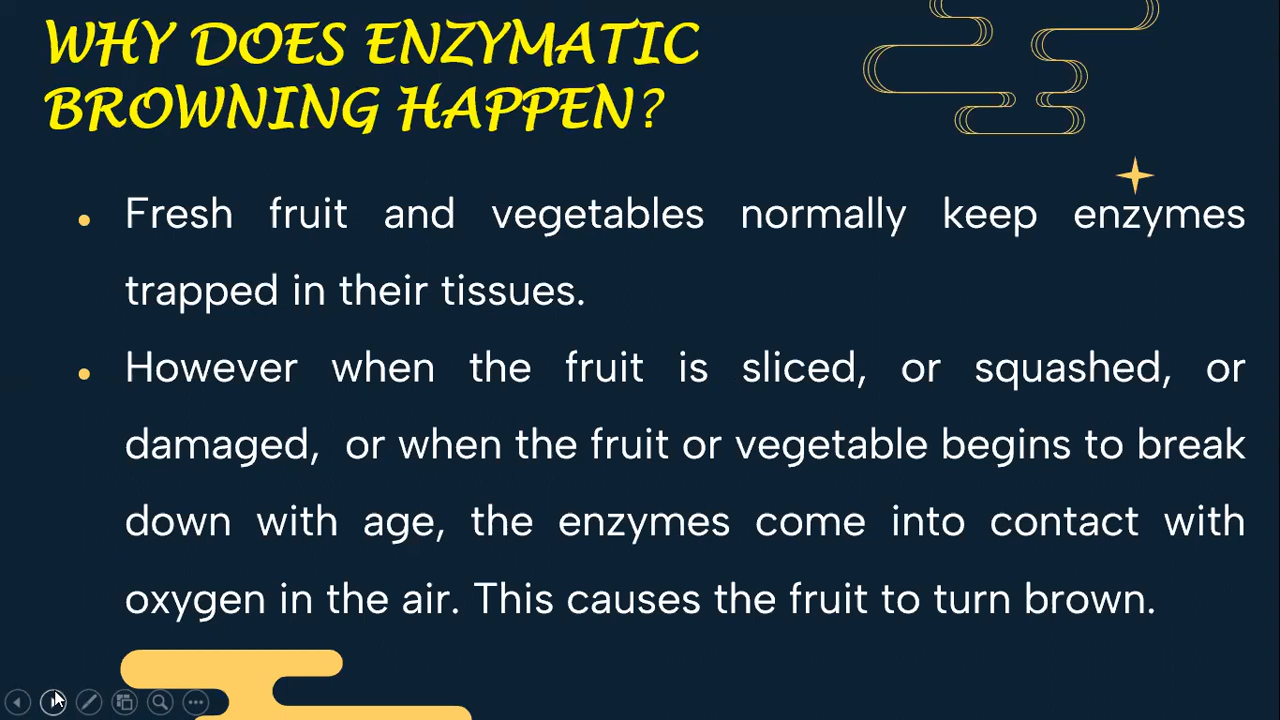 WHY DOES ENZYMATIC
BROWNING HAPPEN?
• Fresh fruit and vegetables normally keep enzymes
trapped in their tissues.
• However when the fruit is sliced, or squashed, or
damaged,  or when the fruit or vegetable begins to break
down with age, the enzymes come into contact with
oxygen in the air. This causes the fruit to turn brown.